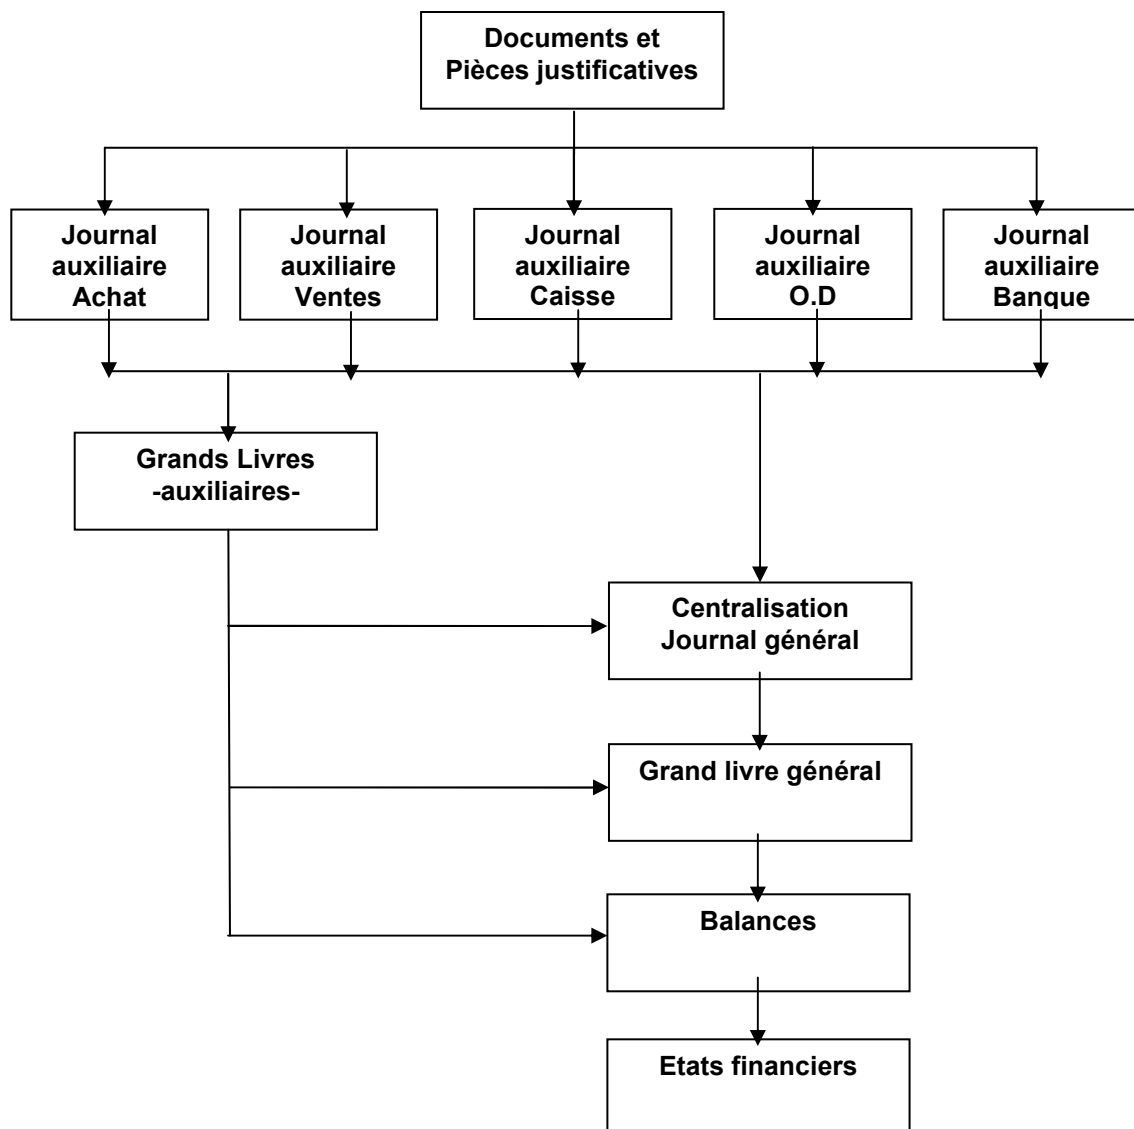 Documents et
Pièces justificatives
Journal
auxiliaire
Achat
Journal
auxiliaire
Ventes
Journal
auxiliaire
Caisse
Journal
auxiliaire
O.D
Journal
auxiliaire
Banque
Grands Livres
-auxiliaires-
Centralisation
Journal général
Grand livre général
Balances
Etats financiers